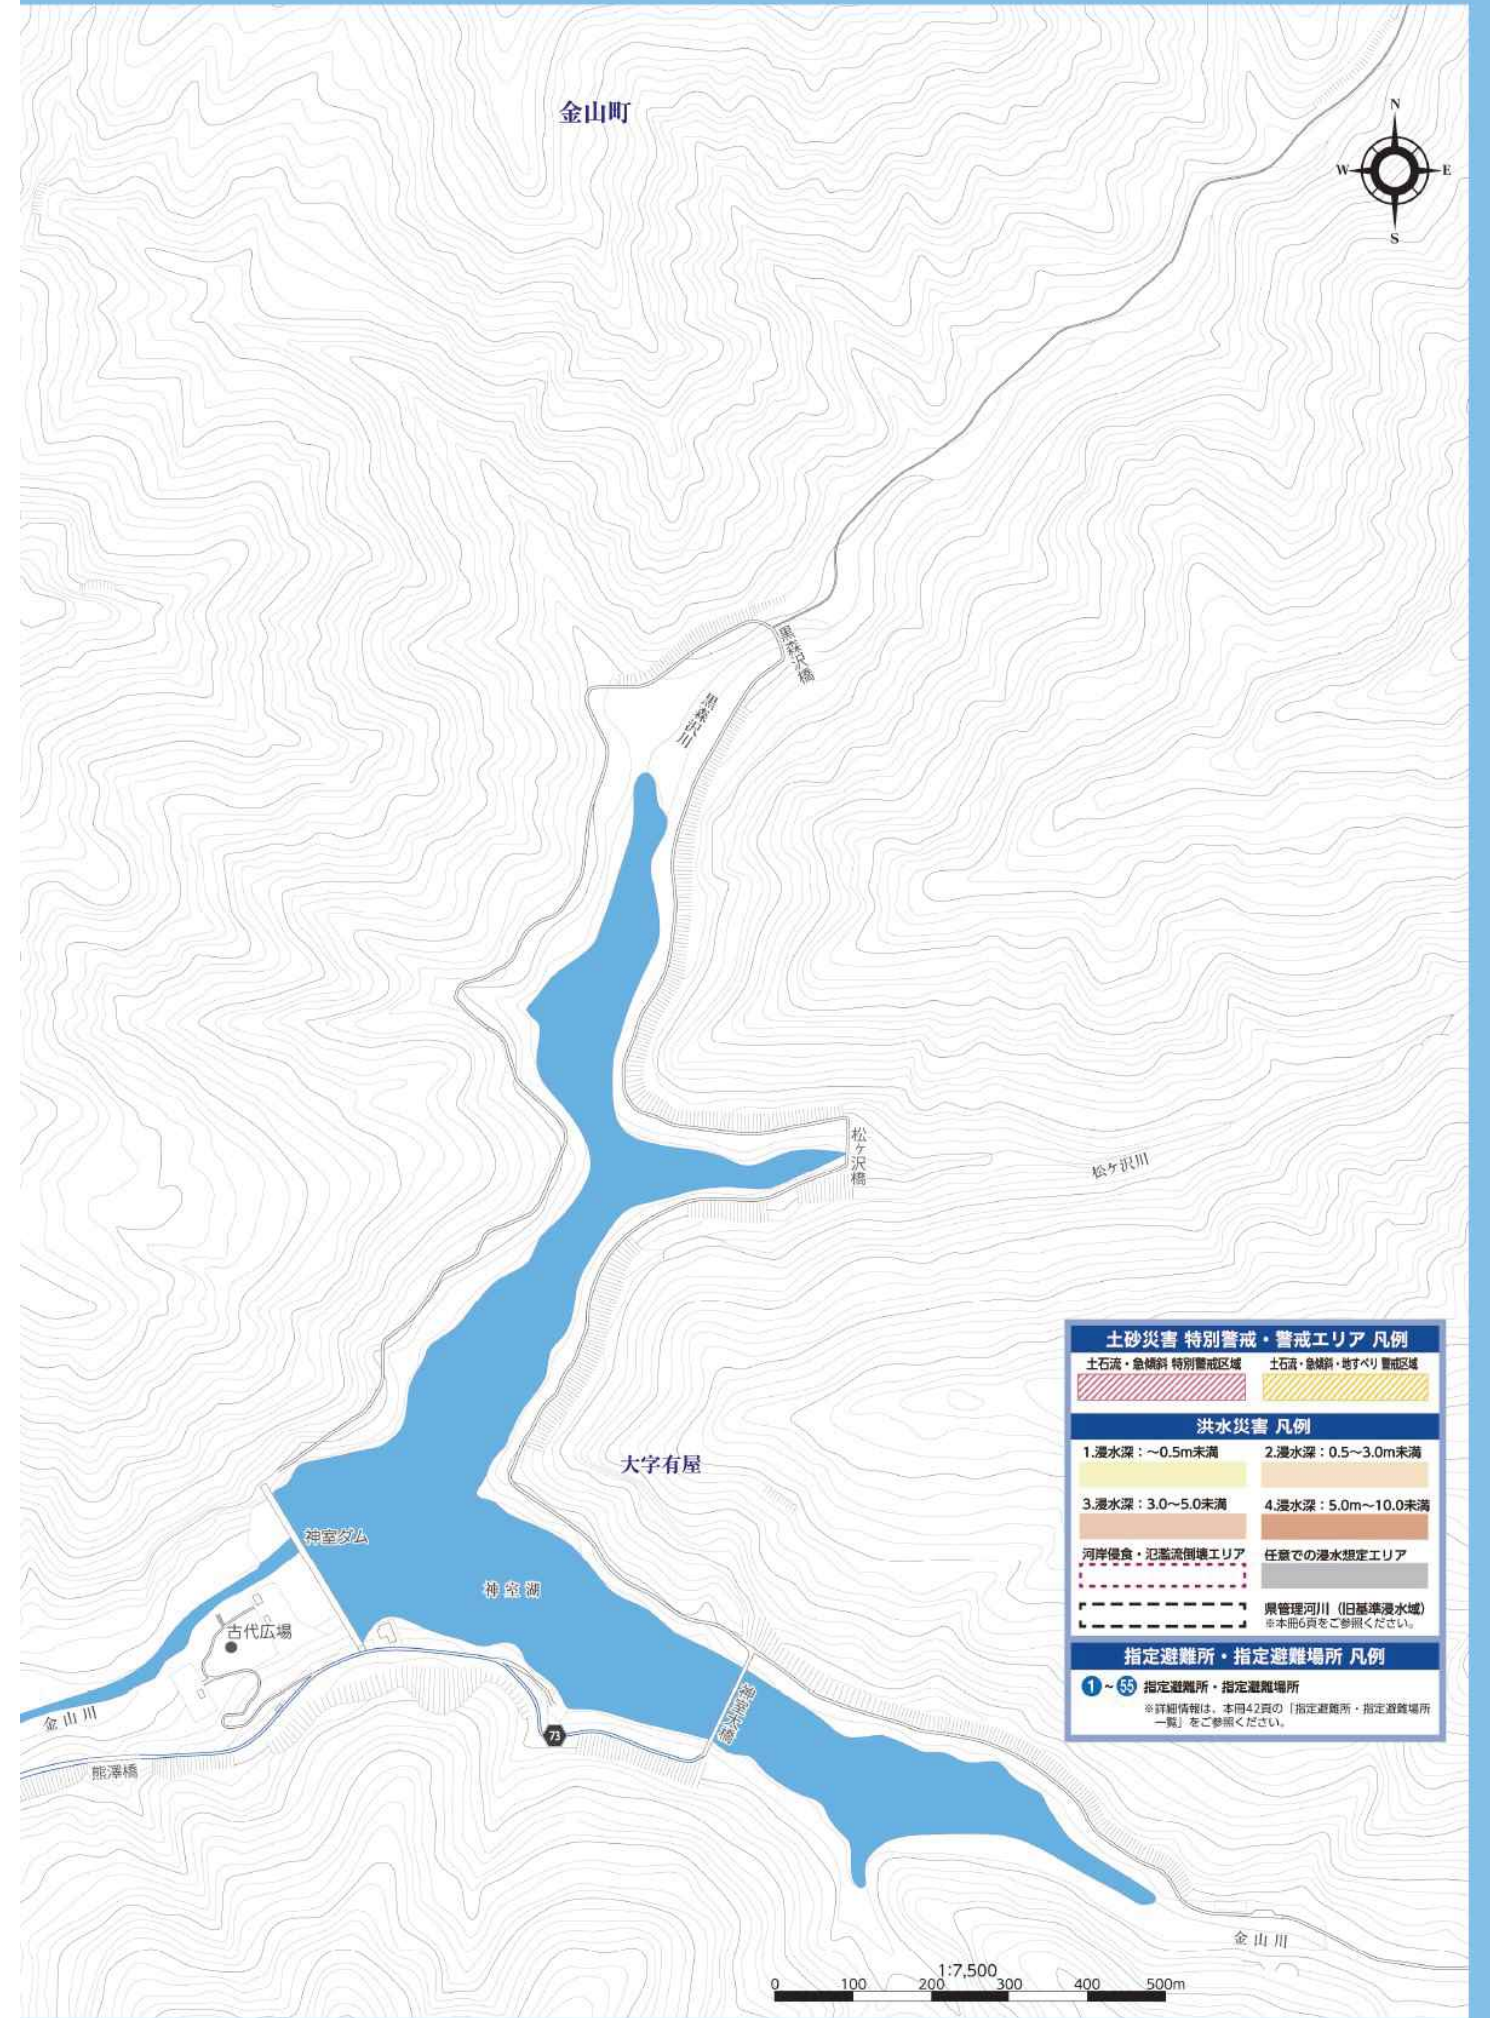 金山町
N
W
E
S
黒森沢橋
黒森沢川
松ヶ沢橋
松ヶ沢川
大字有屋
神室ダム
神室湖
古代広場
神室大橋
金山川
73
熊澤橋
金山川
土砂災害 特別警戒・警戒エリア 凡例
土石流・急傾斜 特別警戒区域
土石流・急傾斜・地すべり 警戒区域
洪水災害 凡例
1.浸水深：～0.5m未満
2.浸水深：0.5～3.0m未満
3.浸水深：3.0～5.0未満
4.浸水深：5.0m～10.0未満
河岸侵食・氾濫流倒壊エリア
任意での浸水想定エリア
県管理河川（旧基準浸水域）
※本冊6頁をご参照ください。
指定避難所・指定避難場所 凡例
1～55 指定避難所・指定避難場所
※詳細情報は、本冊42頁の「指定避難所・指定避難場所
一覧」をご参照ください。
1:7,500
0 100 200 300 400 500m